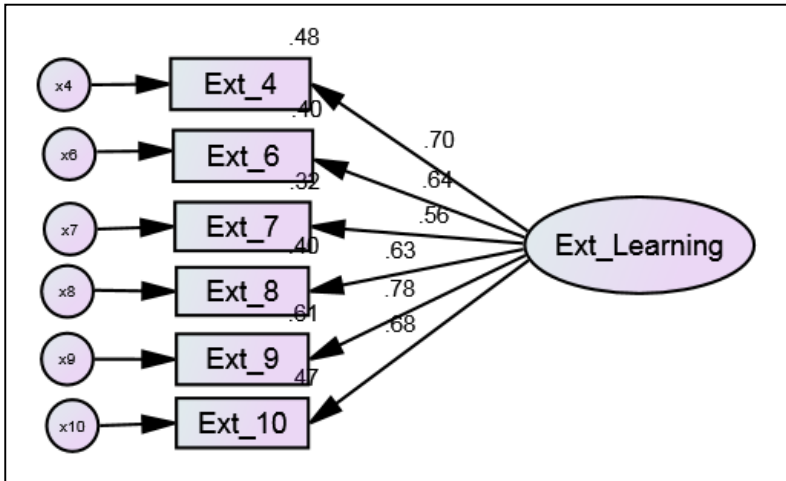 .48
x4
Ext_4
.40
.70
x6
Ext_6
.64
.32
.56
x7
Ext_7
.40
.63
Ext_Learning
x8
Ext_8
.78
.61
.68
x9
Ext_9
.47
x10
Ext_10